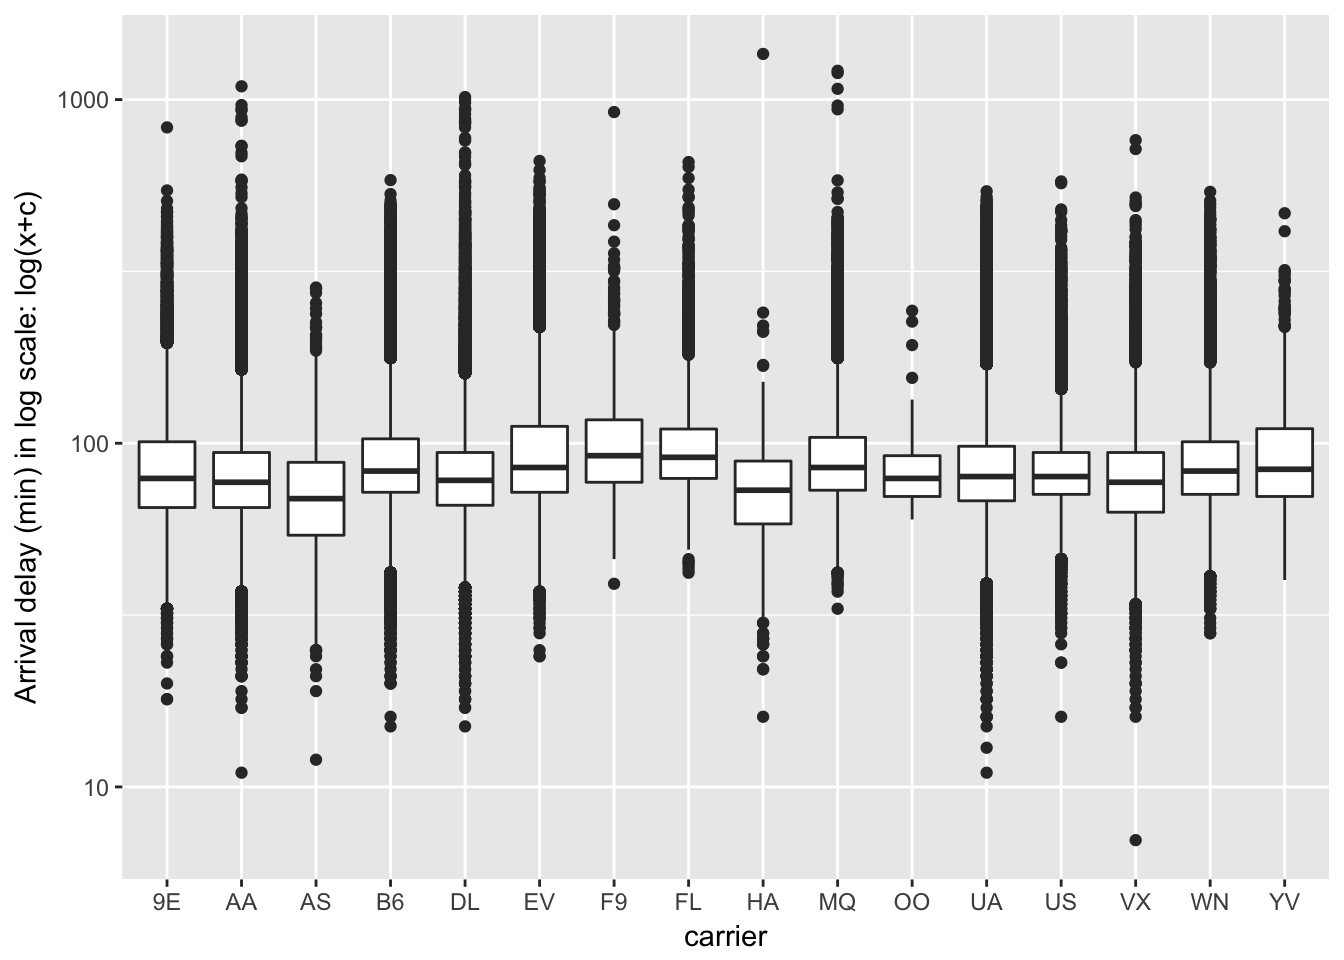 Arrival delay (min) in log scale: log(x+c)
1000
100
10
9E AA AS B6 DL EV F9 FL HA MQ OO UA US VX WN YV
carrier